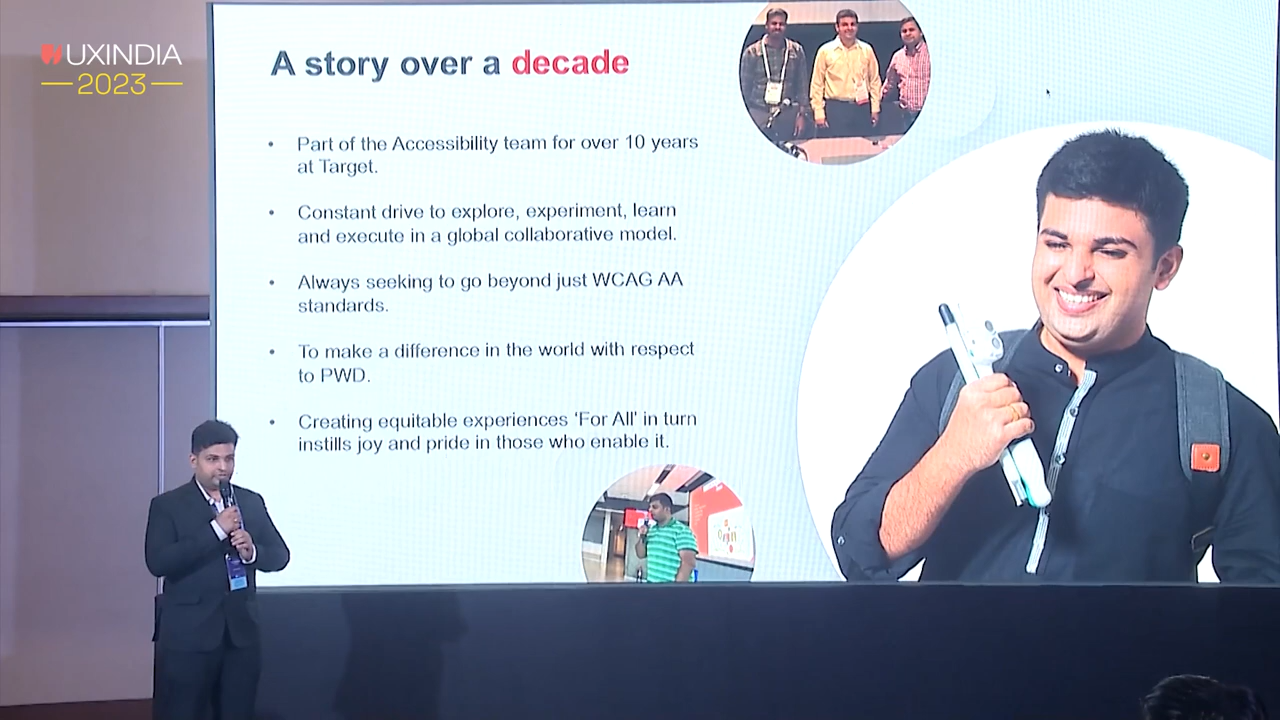 UXINDIA
2023
A story over a decade
• Part of the Accessibility team for over 10 years
at Target.
• Constant drive to explore, experiment, learn
and execute in a global collaborative model.
• Always seeking to go beyond just WCAG AA
standards.
• To make a difference in the world with respect
to PWD.
• Creating equitable experiences ‘For All’ in turn
instills joy and pride in those who enable it.